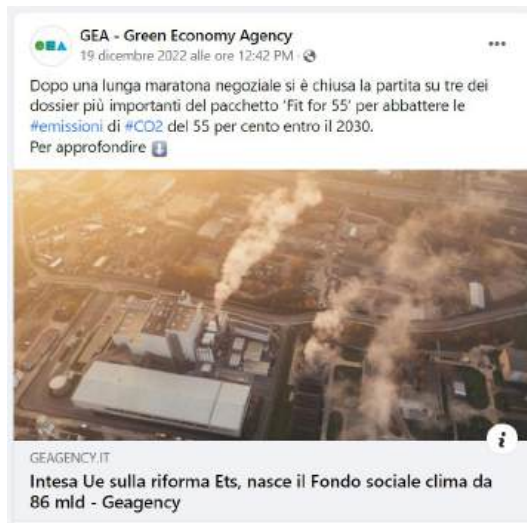 GEA
GEA - Green Economy Agency
19 dicembre 2022 alle ore 12:42 PM ·
Dopo una lunga maratona negoziale si è chiusa la partita su tre dei
dossier più importanti del pacchetto 'Fit for 55' per abbattere le
#emissioni di #CO2 del 55 per cento entro il 2030.
Per approfondire
GEAGENCY.IT
Intesa Ue sulla riforma Ets, nasce il Fondo sociale clima da
86 mld - Geagency